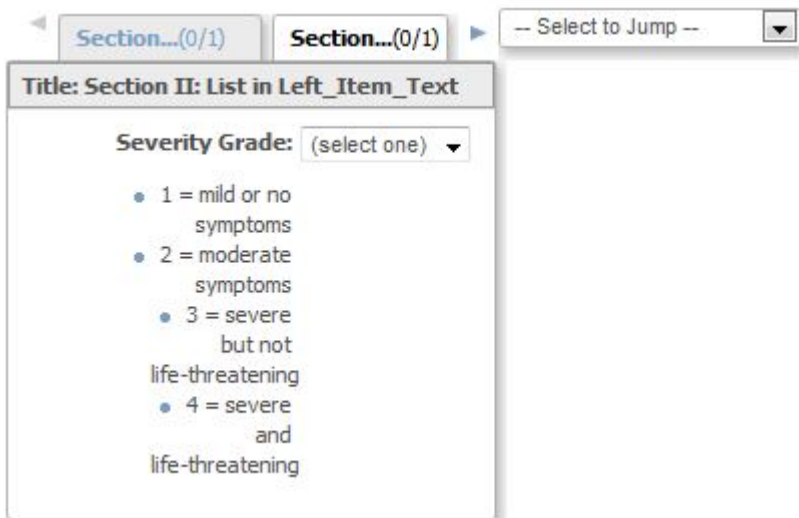 Section...(0/1) Section...(0/1) -- Select to Jump --
Title: Section II: List in Left_Item_Text
Severity Grade: (select one)
1 = mild or no
symptoms
2 = moderate
symptoms
3 = severe
but not
life-threatening
4 = severe
and
life-threatening